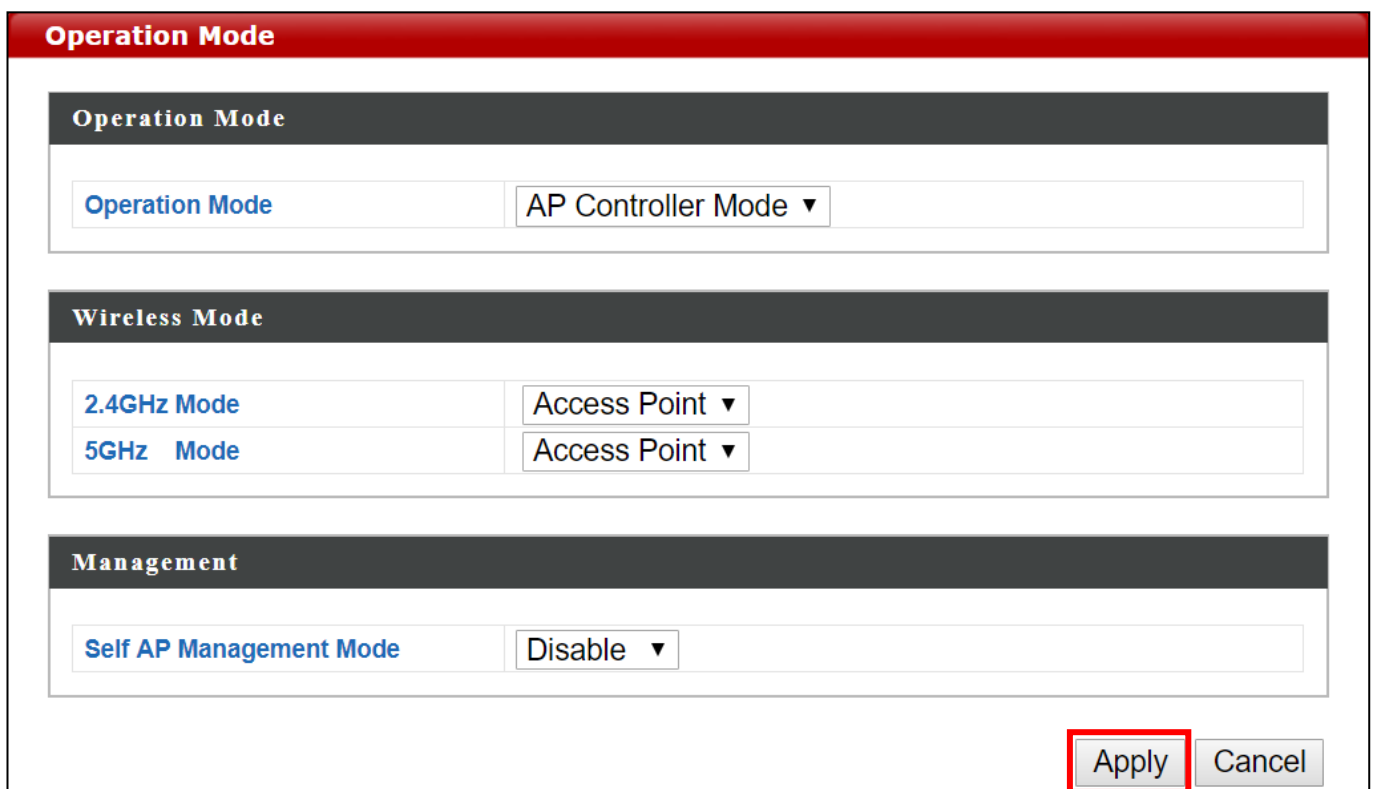 Operation Mode
Operation Mode
Operation Mode AP Controller Mode
Wireless Mode
2.4GHz Mode Access Point
5GHz Mode Access Point
Management
Self AP Management Mode Disable
Apply Cancel